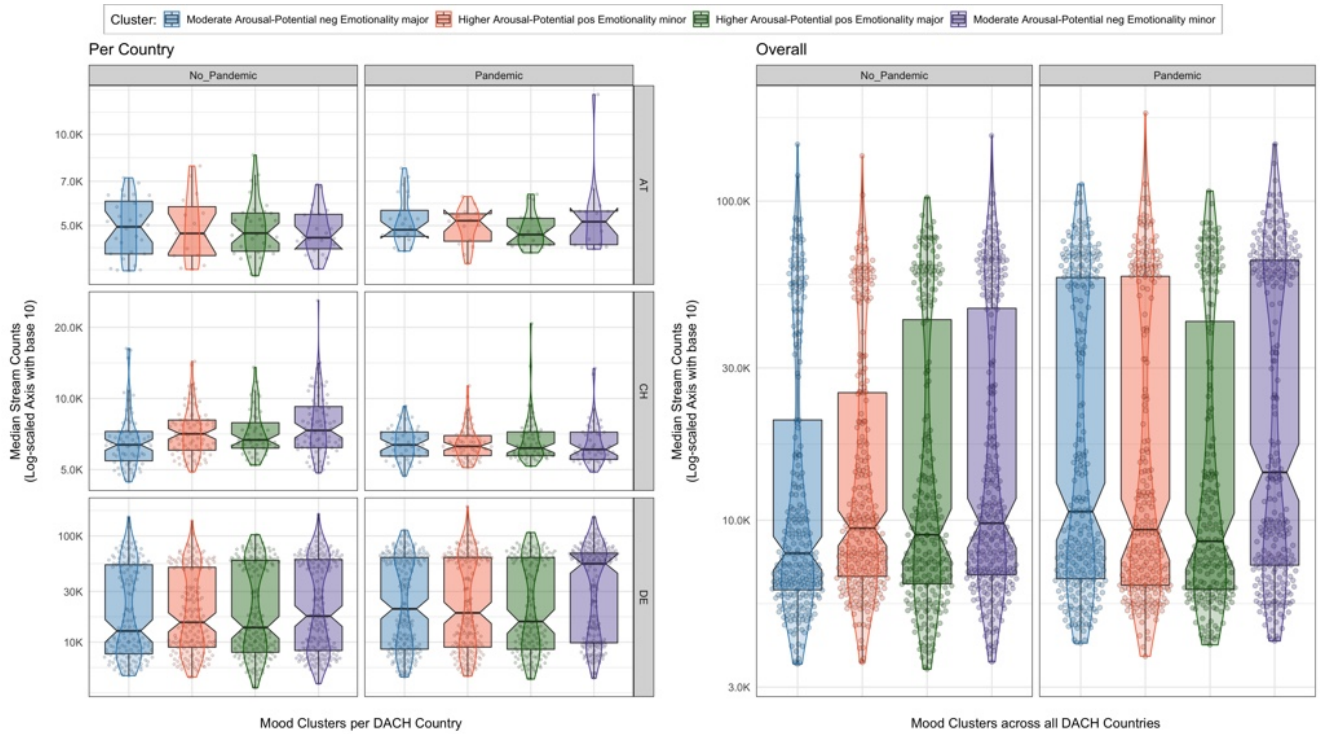 Cluster: Moderate Arousal-Potential neg Emotionality major Higher Arousal-Potential pos Emotionality minor Higher Arousal-Potential pos Emotionality major Moderate Arousal-Potential neg Emotionality minor
Per Country
No_Pandemic Pandemic
10.0K
7.0K
5.0K
AT
20.0K
10.0K
5.0K
CH
100K
30K
10K
DE
Median Stream Counts
(Log-scaled Axis with base 10)
Mood Clusters per DACH Country
Overall
No_Pandemic Pandemic
100.0K
30.0K
10.0K
3.0K
Median Stream Counts
(Log-scaled Axis with base 10)
Mood Clusters across all DACH Countries